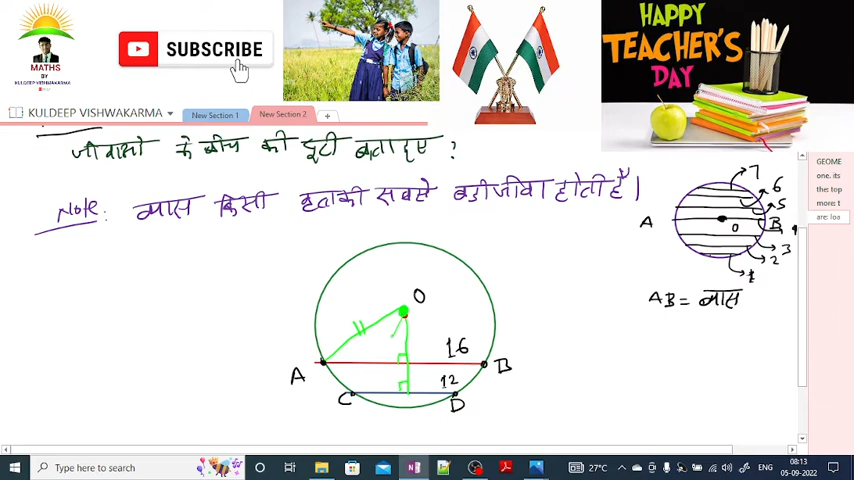 MATHS
BY
KULDEEP VISHWAKARMA
SUBSCRIBE
HAPPY
TEACHER'S
DAY
KULDEEP VISHWAKARMA
New Section 1
New Section 2
+
जीवाओ के बीच की दूरी बताइए ?
Note: व्यास किसी वृत्त की सबसे बड़ी जीवा होती है।
7
6
5
A
O
B
4
3
2
1
AB = व्यास
GEOME
one. its
the: top
more: t
are: loa
O
16
A
B
12
C
D
Type here to search
27°C
ENG
08:13
05-09-2022